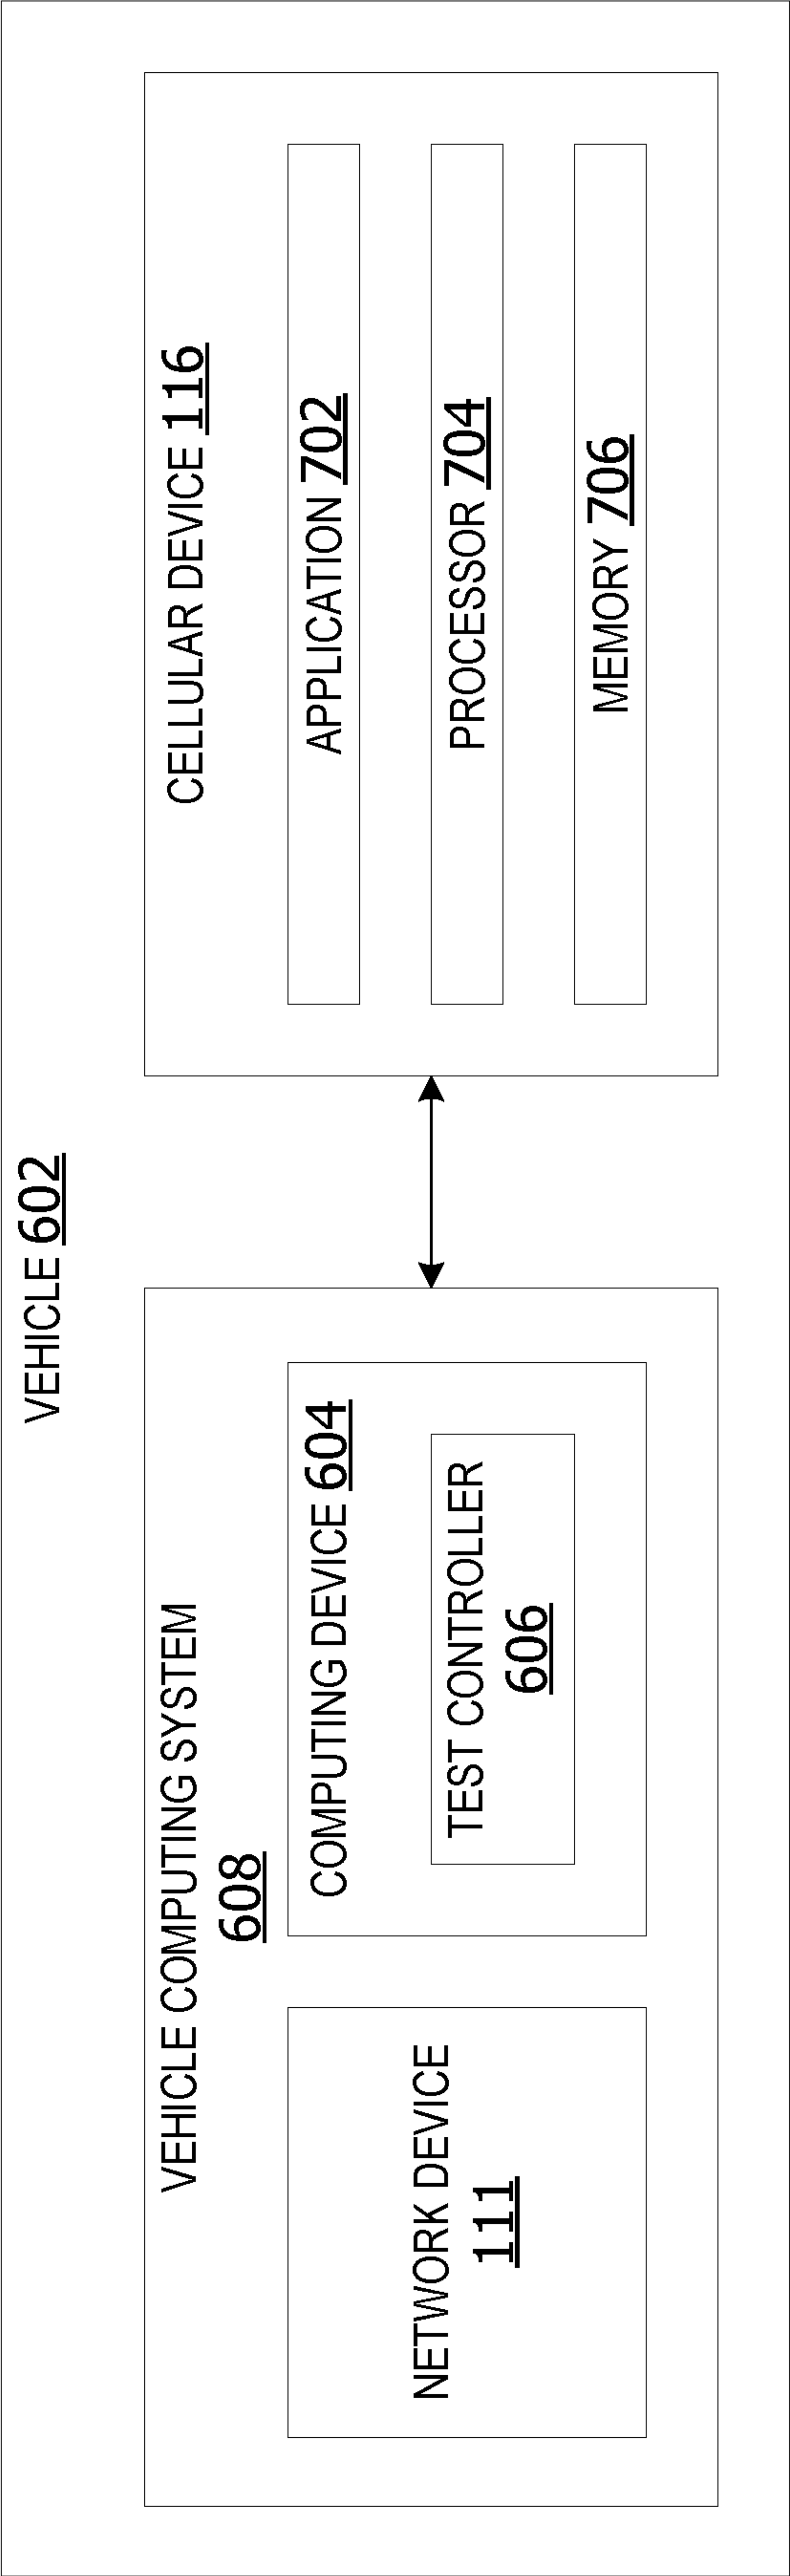 VEHICLE 602
VEHICLE COMPUTING SYSTEM
608
NETWORK DEVICE
111
COMPUTING DEVICE 604
TEST CONTROLLER
606
CELLULAR DEVICE 116
APPLICATION 702
PROCESSOR 704
MEMORY 706